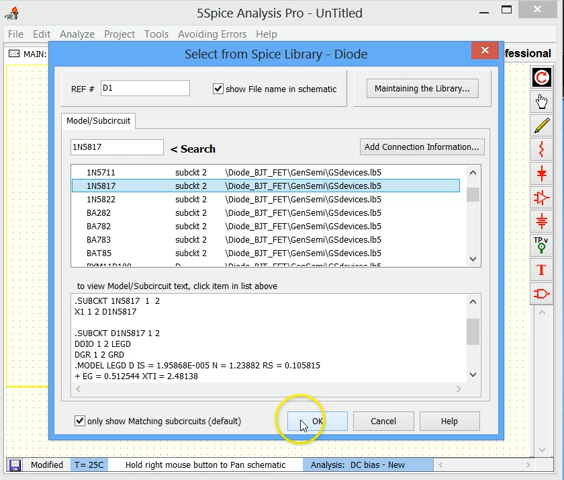 5Spice Analysis Pro - UnTitled
File Edit Analyze Project Tools Avoiding Errors Help
MAIN:
ofessional
Select from Spice Library - Diode
REF #
D1
show File name in schematic
Maintaining the Library...
Model/Subcircuit
1N5817
< Search
Add Connection Information...
1N5711 subckt 2 \Diode_BJT_FET\GenSemi\GSdevices.lb5
1N5817 subckt 2 \Diode_BJT_FET\GenSemi\GSdevices.lb5
1N5822 subckt 2 \Diode_BJT_FET\GenSemi\GSdevices.lb5
BA282 subckt 2 \Diode_BJT_FET\GenSemi\GSdevices.lb5
BA782 subckt 2 \Diode_BJT_FET\GenSemi\GSdevices.lb5
BA783 subckt 2 \Diode_BJT_FET\GenSemi\GSdevices.lb5
BAT85 subckt 2 \Diode_BJT_FET\GenSemi\GSdevices.lb5
to view Model/Subcircuit text, click item in list above
.SUBCKT 1N5817 1 2
X1 1 2 D1N5817
.SUBCKT D1N5817 1 2
DDIO 1 2 LEGD
DGR 1 2 GRD
.MODEL LEGD D IS = 1.95868E-005 N = 1.23882 RS = 0.105815
+ EG = 0.512544 XTI = 2.48138
only show Matching subcircuits (default)
OK
Cancel
Help
C
TP v
T
Modified
T= 25C
Hold right mouse button to Pan schematic
Analysis: DC bias - New